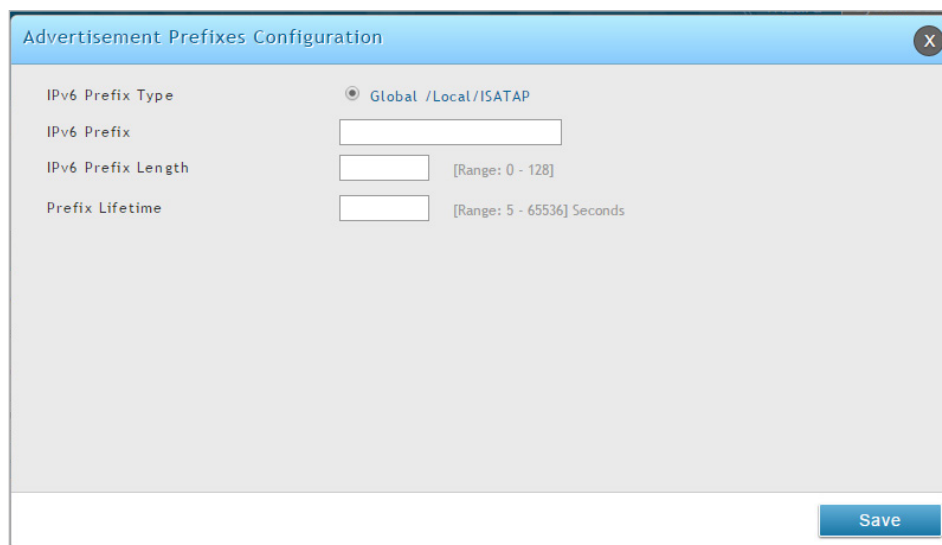 Advertisement Prefixes Configuration
X
IPv6 Prefix Type
Global /Local/ISATAP
IPv6 Prefix
IPv6 Prefix Length
[Range: 0 - 128]
Prefix Lifetime
[Range: 5 - 65536] Seconds
Save